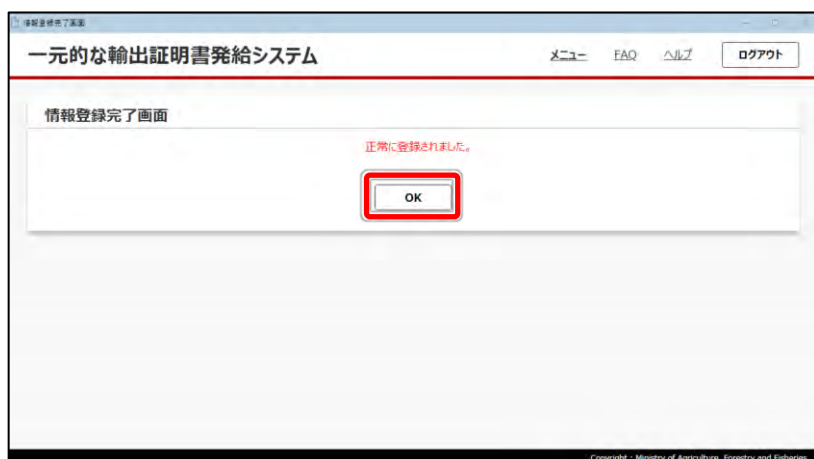 情報登録完了画面
一元的な輸出証明書発給システム
メニュー FAQ ヘルプ ログアウト
情報登録完了画面
正常に登録されました。
OK
Copyright : Ministry of Agriculture, Forestry and Fisheries